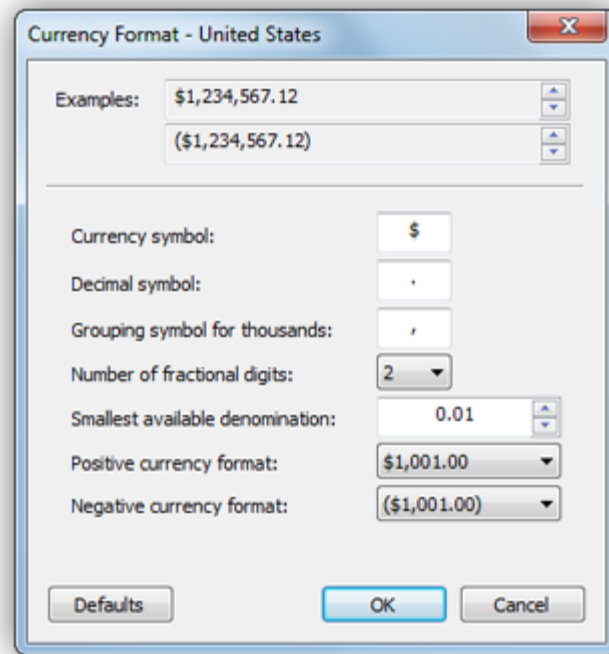 Currency Format - United States
Examples: $1,234,567.12
($1,234,567.12)
Currency symbol: $
Decimal symbol: .
Grouping symbol for thousands: ,
Number of fractional digits: 2
Smallest available denomination: 0.01
Positive currency format: $1,001.00
Negative currency format: ($1,001.00)
Defaults OK Cancel